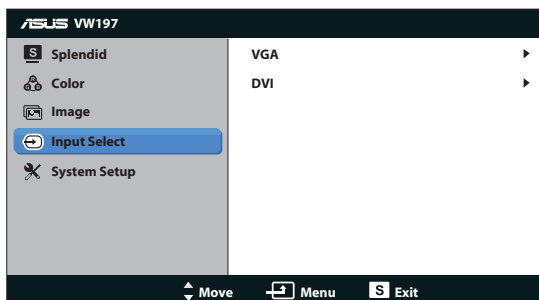 ASUS VW197
S Splendid
Color
Image
Input Select
System Setup
VGA
DVI
Move Menu S Exit